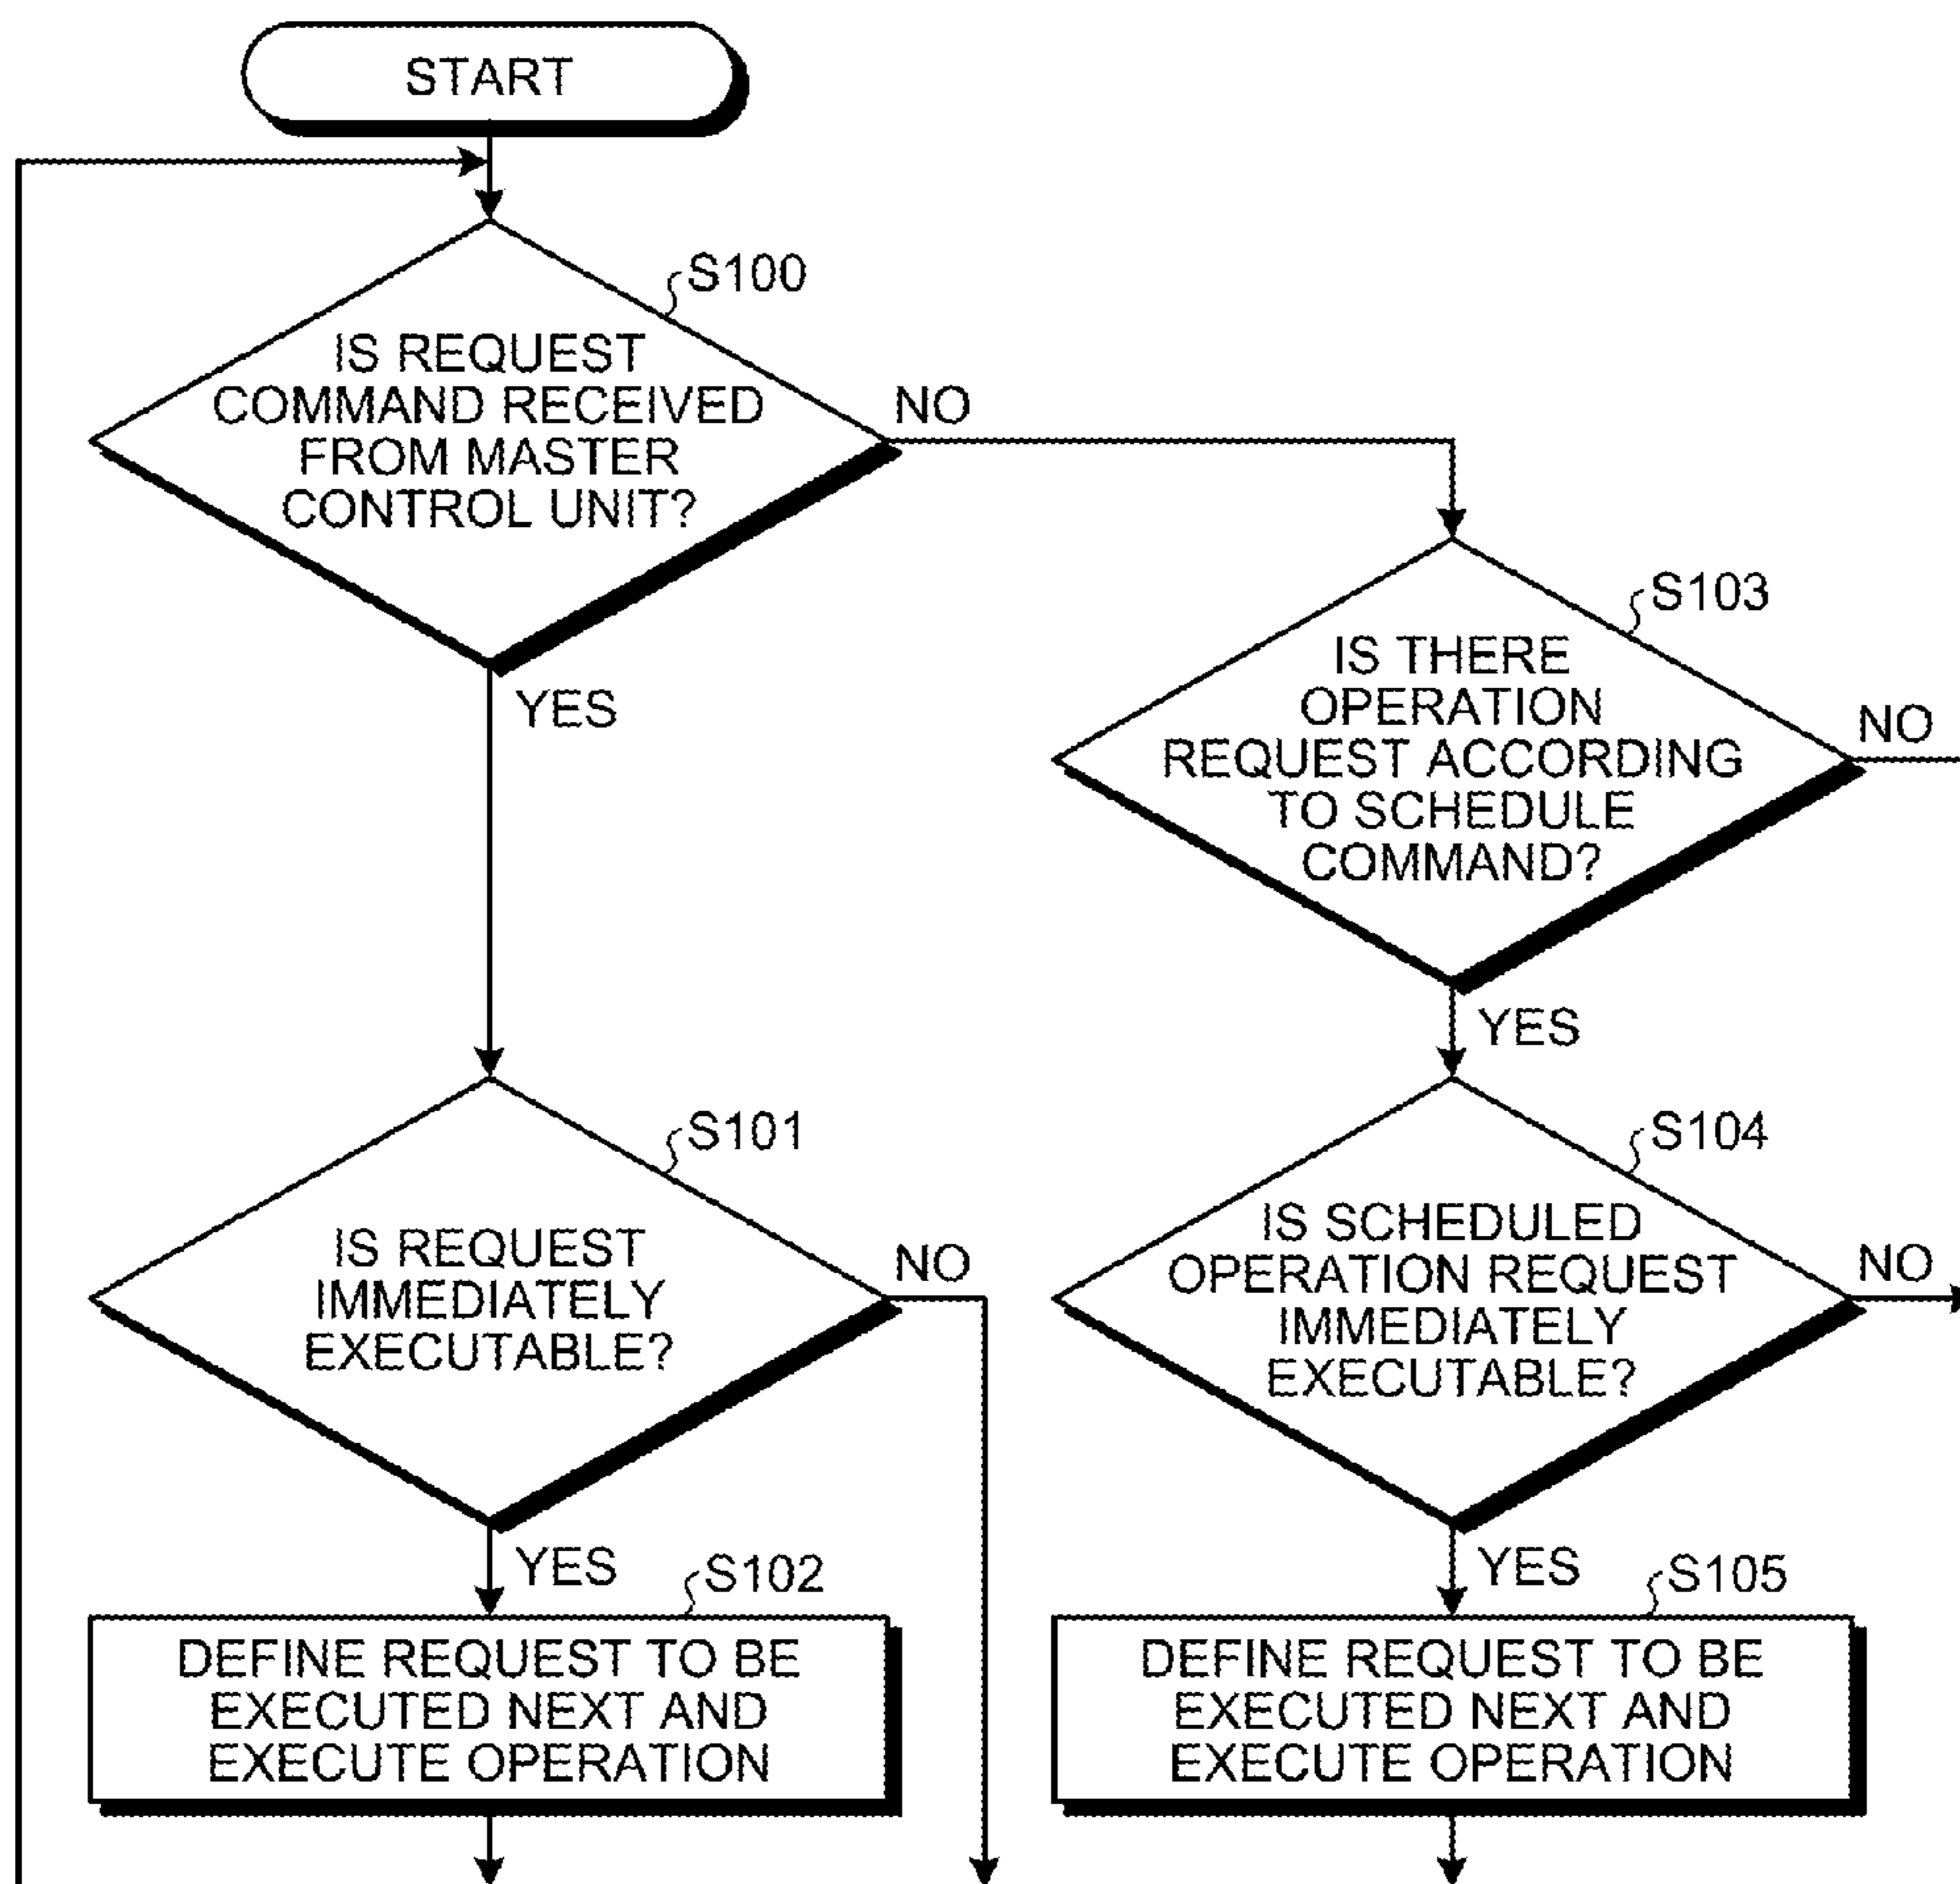 START
S100
IS REQUEST
COMMAND RECEIVED
FROM MASTER
CONTROL UNIT?
NO
YES
S103
IS THERE
OPERATION
REQUEST ACCORDING
TO SCHEDULE
COMMAND?
NO
YES
S101
IS REQUEST
IMMEDIATELY
EXECUTABLE?
NO
YES
S104
IS SCHEDULED
OPERATION REQUEST
IMMEDIATELY
EXECUTABLE?
NO
YES
S102
DEFINE REQUEST TO BE
EXECUTED NEXT AND
EXECUTE OPERATION
S105
DEFINE REQUEST TO BE
EXECUTED NEXT AND
EXECUTE OPERATION